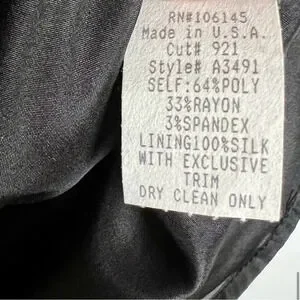 RN#106145
Made in U.S.A.
Cut# 921
Style# A3491
SELF:64%POLY
33%RAYON
3%SPANDEX
LINING100%SILK
WITH EXCLUSIVE
TRIM
DRY CLEAN ONLY